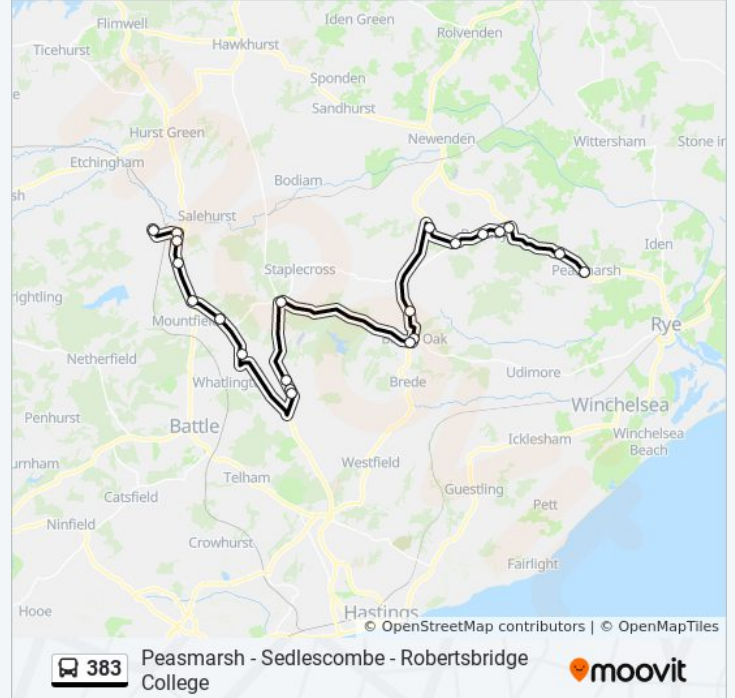 Flimwell
Iden Green
Rolvenden
Ticehurst
Hawkhurst
Sponden
Sandhurst
Hurst Green
Newenden
Wittersham
Stone in
Etchingham
Bodiam
Salehurst
Iden
Staplecross
Peasmarsh
Mountfield
Oak
Rye
Netherfield
Udimore
Whatlington
Brede
Winchelsea
Penhurst
Battle
Winchelsea
Beach
Icklesham
Westfield
Telham
Guestling
Catsfield
Pett
Ninfield
Crowhurst
Fairlight
Hooe
Hastings
© OpenStreetMap contributors | © OpenMapTiles
383
Peasmarsh - Sedlescombe - Robertsbridge
College
moovit